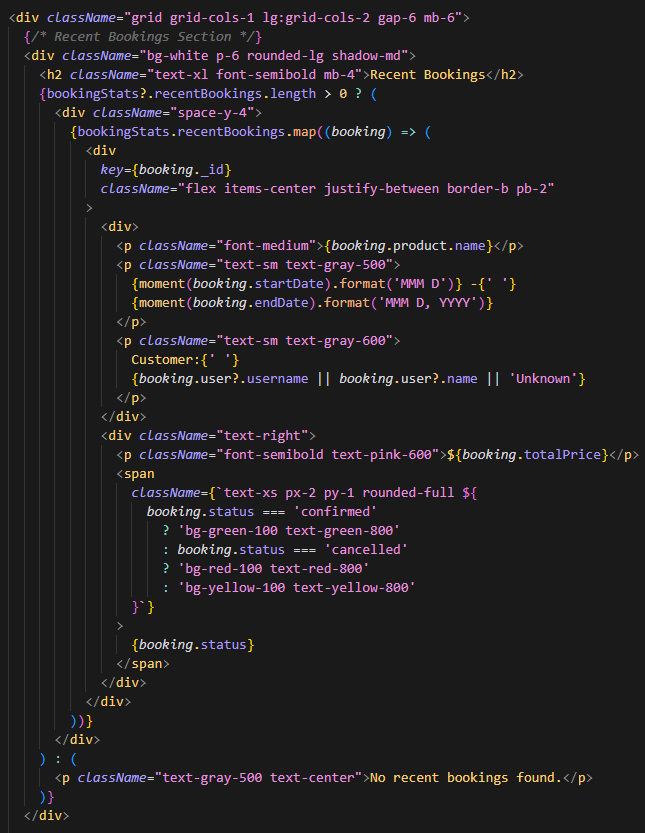 <div className="grid grid-cols-1 lg:grid-cols-2 gap-6 mb-6">
  {/* Recent Bookings Section */}
  <div className="bg-white p-6 rounded-lg shadow-md">
    <h2 className="text-xl font-semibold mb-4">Recent Bookings</h2>
    {bookingStats?.recentBookings.length > 0 ? (
      <div className="space-y-4">
        {bookingStats.recentBookings.map((booking) => (
          <div
            key={booking._id}
            className="flex items-center justify-between border-b pb-2"
          >
            <div>
              <p className="font-medium">{booking.product.name}</p>
              <p className="text-sm text-gray-500">
                {moment(booking.startDate).format('MMM D')} -{' '}
                {moment(booking.endDate).format('MMM D, YYYY')}
              </p>
              <p className="text-sm text-gray-600">
                Customer:{' '}
                {booking.user?.username || booking.user?.name || 'Unknown'}
              </p>
            </div>
            <div className="text-right">
              <p className="font-semibold text-pink-600">${booking.totalPrice}</p>
              <span
                className={`text-xs px-2 py-1 rounded-full ${
                  booking.status === 'confirmed'
                    ? 'bg-green-100 text-green-800'
                    : booking.status === 'cancelled'
                    ? 'bg-red-100 text-red-800'
                    : 'bg-yellow-100 text-yellow-800'
                }`}
              >
                {booking.status}
              </span>
            </div>
          </div>
        ))}
      </div>
    ) : (
      <p className="text-gray-500 text-center">No recent bookings found.</p>
    )}
  </div>